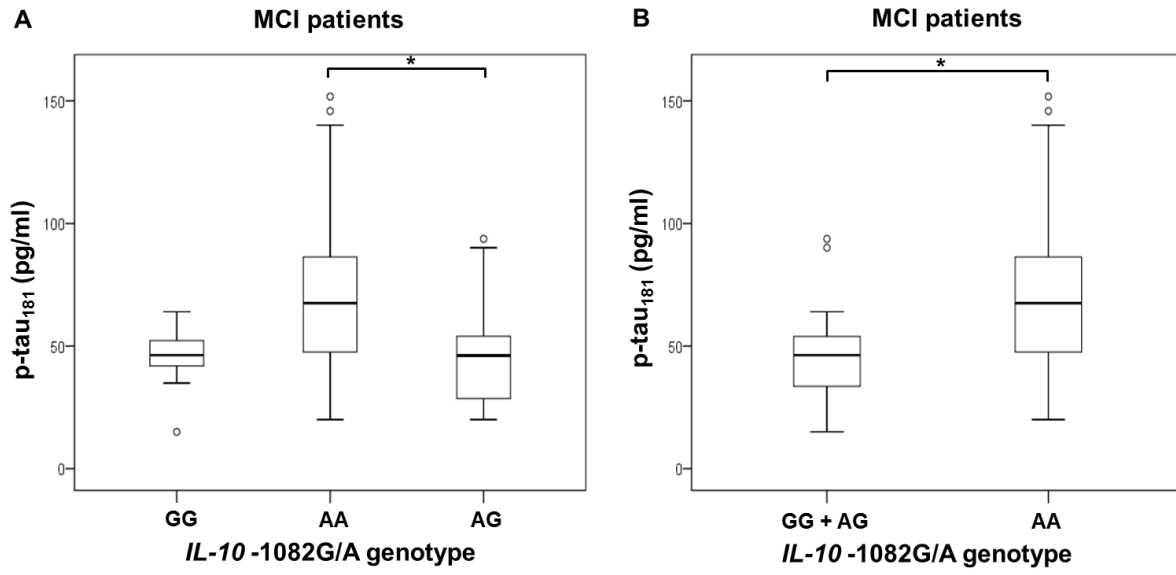 A
MCI patients
*
150
100
50
0
p-tau181 (pg/ml)
GG AA AG
IL-10 -1082G/A genotype
B
MCI patients
*
150
100
50
0
p-tau181 (pg/ml)
GG + AG AA
IL-10 -1082G/A genotype